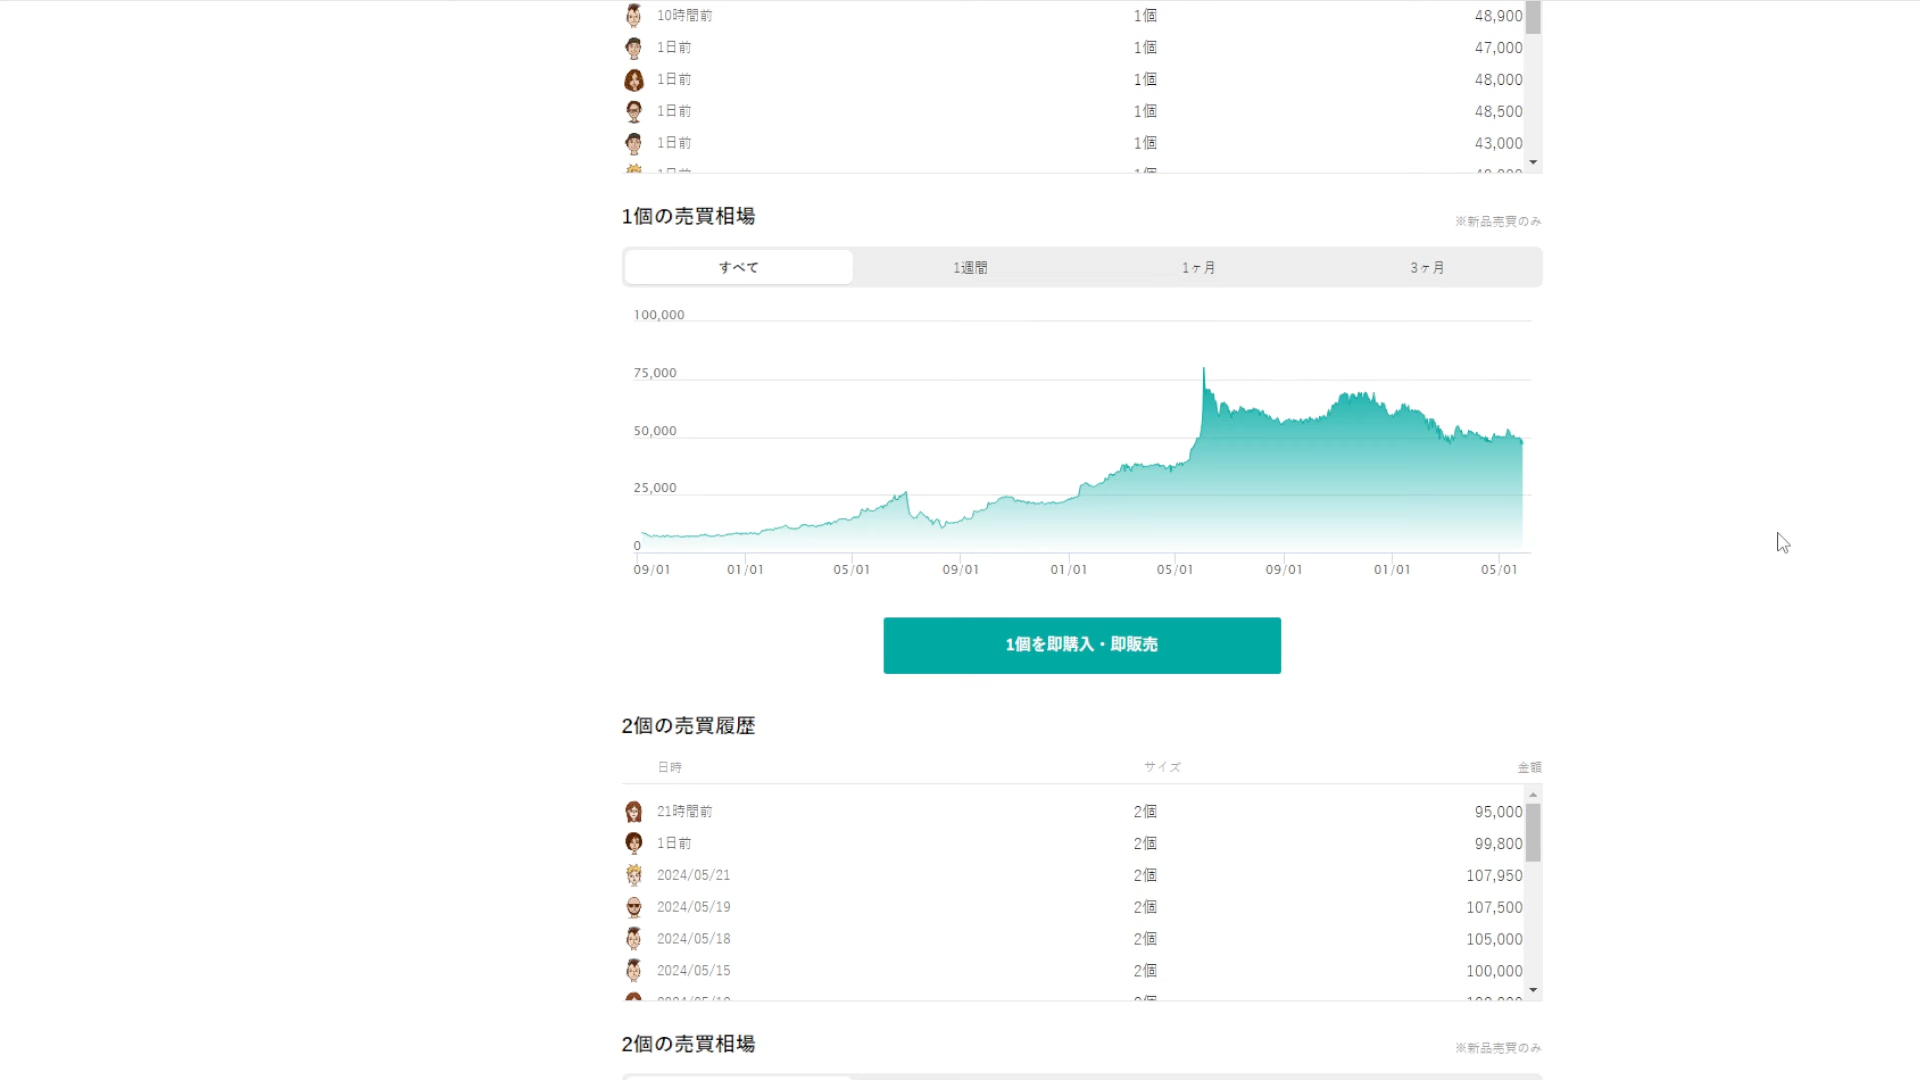 10時間前 1個 48,900
1日前 1個 47,000
1日前 1個 48,000
1日前 1個 48,500
1日前 1個 43,000
1個の売買相場 ※新品売買のみ
すべて 1週間 1ヶ月 3ヶ月
100,000
75,000
50,000
25,000
0
09/01 01/01 05/01 09/01 01/01 05/01 09/01 01/01 05/01
1個を即購入・即販売
2個の売買履歴
日時 サイズ 金額
21時間前 2個 95,000
1日前 2個 99,800
2024/05/21 2個 107,950
2024/05/19 2個 107,500
2024/05/18 2個 105,000
2024/05/15 2個 100,000
2個の売買相場 ※新品売買のみ